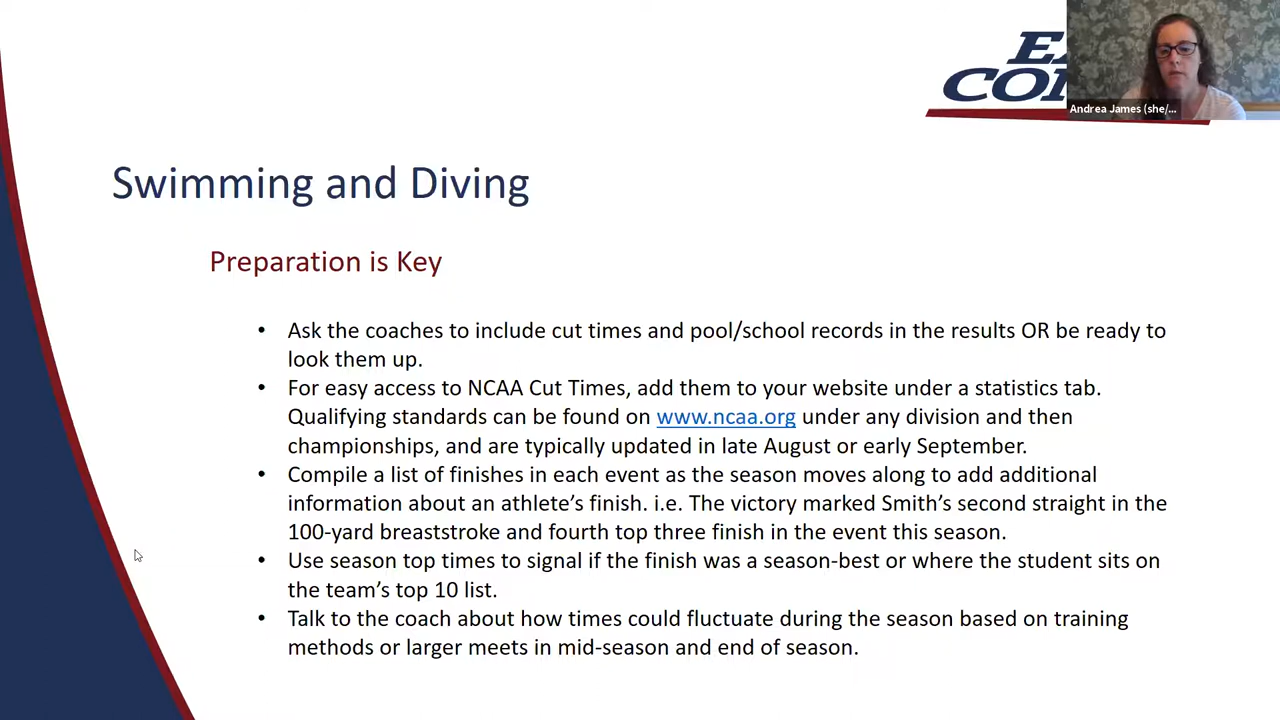 CO
Andrea James (she/...
Swimming and Diving
Preparation is Key
• Ask the coaches to include cut times and pool/school records in the results OR be ready to
look them up.
• For easy access to NCAA Cut Times, add them to your website under a statistics tab.
Qualifying standards can be found on www.ncaa.org under any division and then
championships, and are typically updated in late August or early September.
• Compile a list of finishes in each event as the season moves along to add additional
information about an athlete’s finish. i.e. The victory marked Smith’s second straight in the
100-yard breaststroke and fourth top three finish in the event this season.
• Use season top times to signal if the finish was a season-best or where the student sits on
the team’s top 10 list.
• Talk to the coach about how times could fluctuate during the season based on training
methods or larger meets in mid-season and end of season.